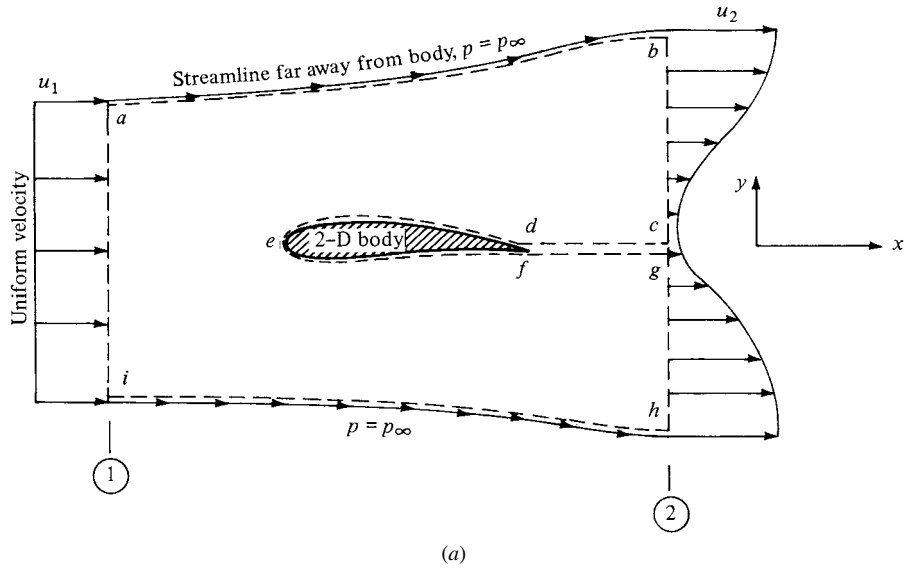 u₂
Streamline far away from body, p = p∞
b
u₁
a
Uniform velocity
y
x
e
2–D body
d
c
f
g
i
h
p = p∞
1
2
(a)